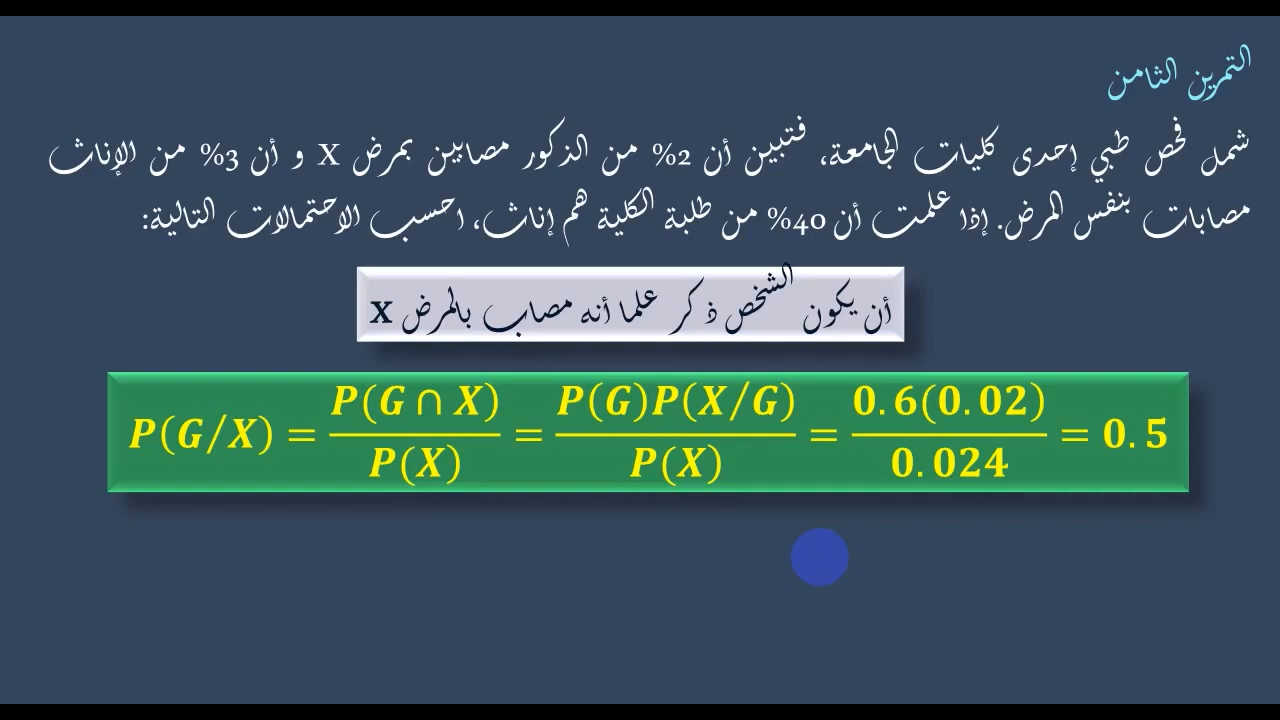 التمرين الثامن
شمل فحص طبي إحدى كليات الجامعة، فتبين أن 2% من الذكور مصابين بمرض X و أن 3% من الإناث
مصابات بنفس المرض. إذا علمت أن 40% من طلبة الكلية هم إناث، احسب الاحتمالات التالية:
أن يكون الشخص ذكر علما أنه مصاب بالمرض X
P(G/X) = P(G ∩ X) / P(X) = P(G)P(X/G) / P(X) = 0.6(0.02) / 0.024 = 0.5